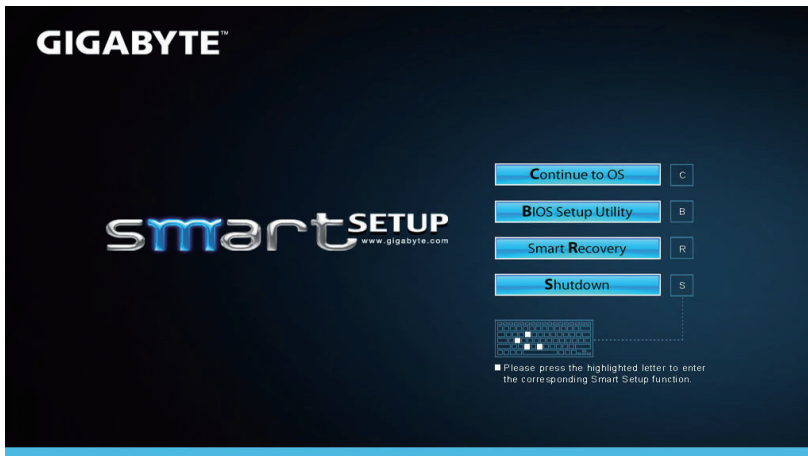 GIGABYTE™
smart SETUP
www.gigabyte.com
Continue to OS C
BIOS Setup Utility B
Smart Recovery R
Shutdown S
Please press the highlighted letter to enter
the corresponding Smart Setup function.